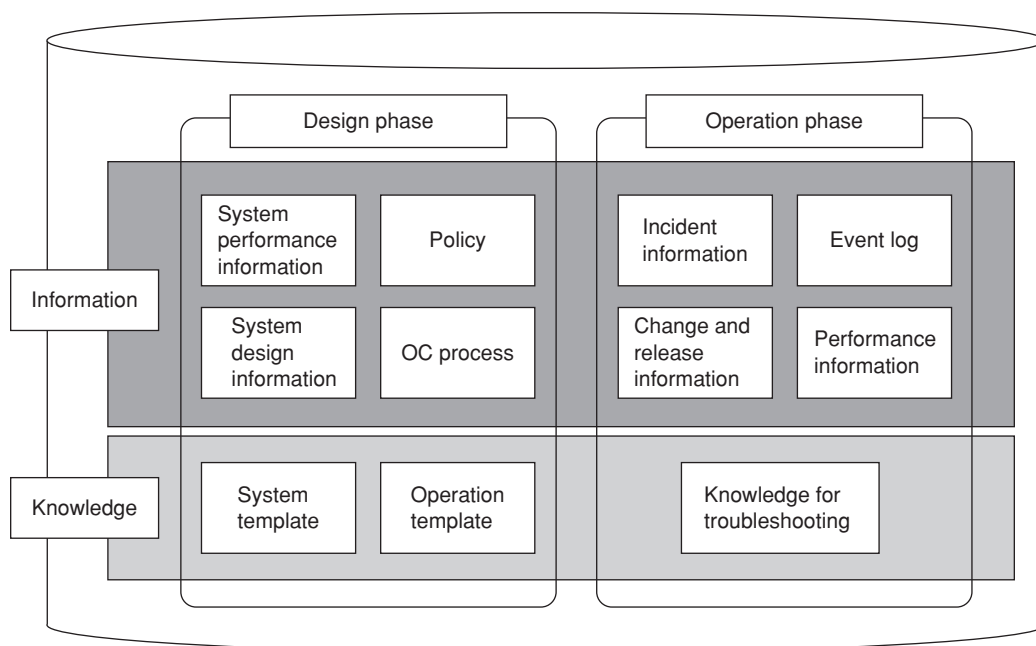 Design phase
Operation phase
Information
System
performance
information
Policy
Incident
information
Event log
System
design
information
OC process
Change and
release
information
Performance
information
Knowledge
System
template
Operation
template
Knowledge for
troubleshooting